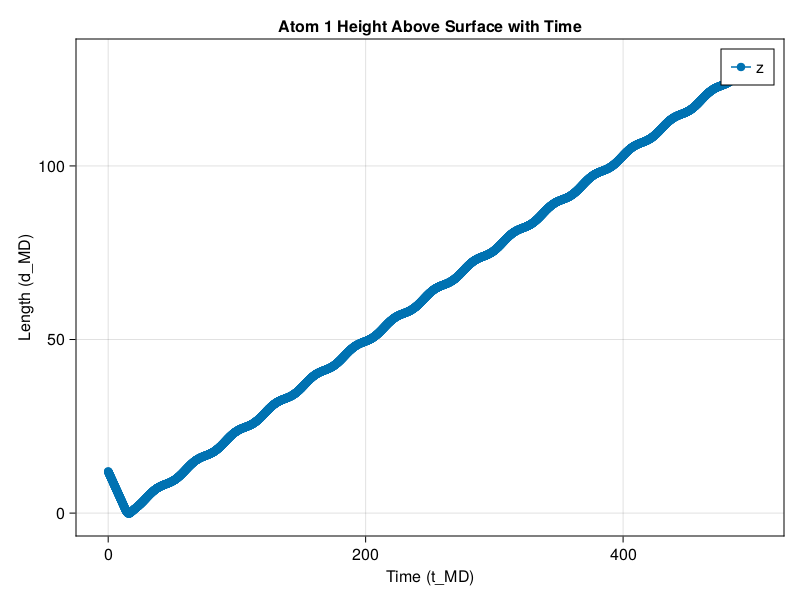 Atom 1 Height Above Surface with Time
z
100
50
0
Length (d_MD)
0 200 400
Time (t_MD)